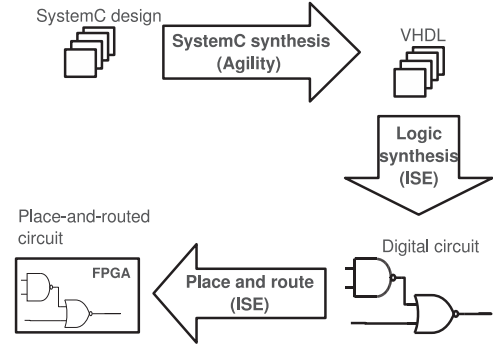 SystemC design
SystemC synthesis
(Agility)
VHDL
Logic
synthesis
(ISE)
Digital circuit
Place and route
(ISE)
Place-and-routed
circuit
FPGA